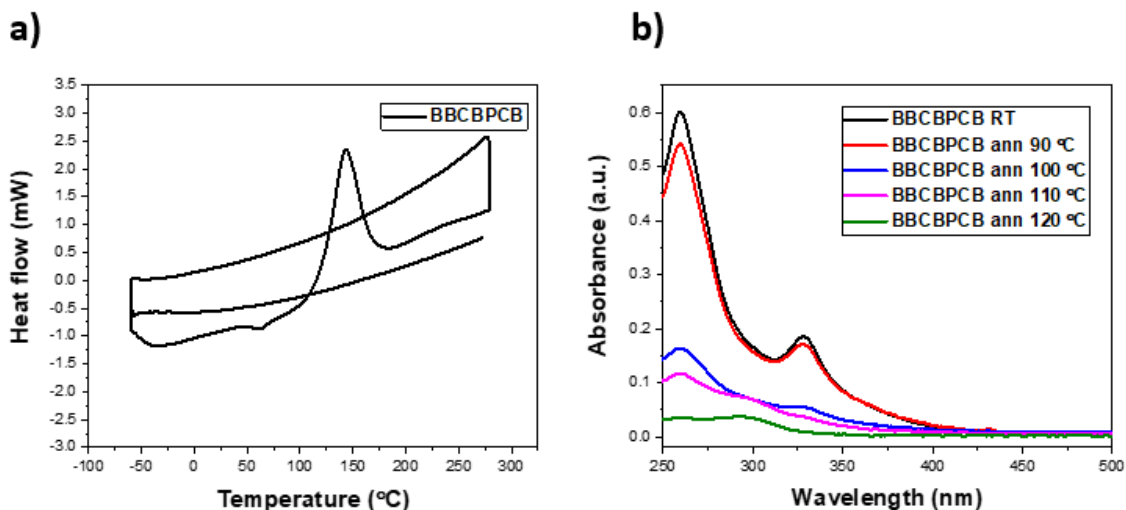 a)
3.5
3.0
2.5
2.0
1.5
1.0
0.5
0.0
-0.5
-1.0
-1.5
-2.0
-2.5
-3.0
Heat flow (mW)
BBCBPCB
-100 -50 0 50 100 150 200 250 300
Temperature (ºC)
b)
0.6
0.5
0.4
0.3
0.2
0.1
0.0
Absorbance (a.u.)
BBCBPCB RT
BBCBPCB ann 90 ºC
BBCBPCB ann 100 ºC
BBCBPCB ann 110 ºC
BBCBPCB ann 120 ºC
250 300 350 400 450 500
Wavelength (nm)